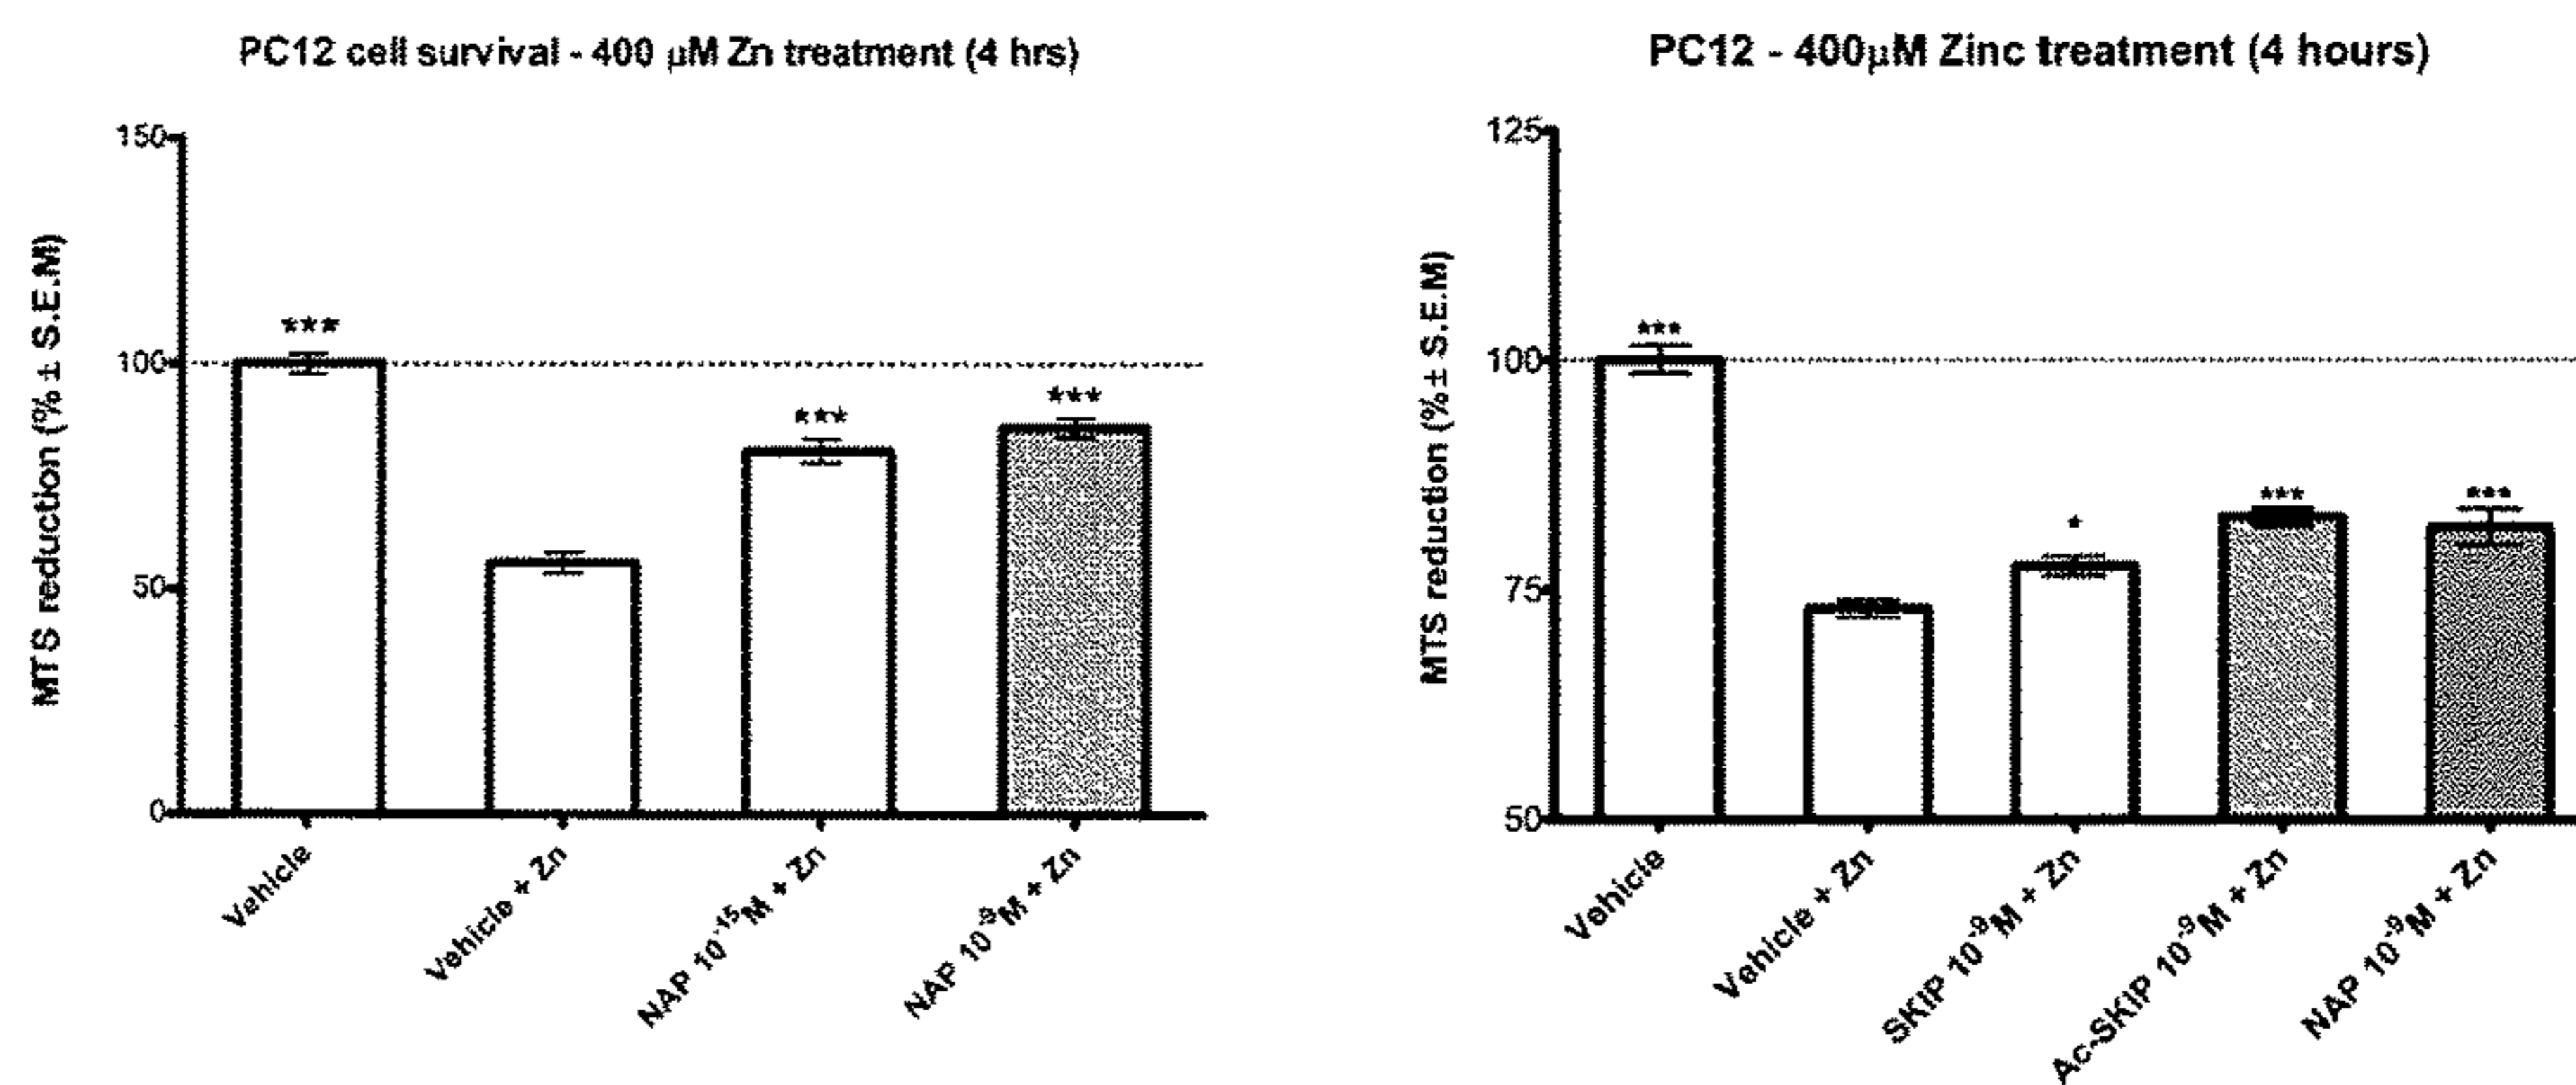 PC12 cell survival - 400 μM Zn treatment (4 hrs)
MTS reduction (% ± S.E.M)
150
100
50
0
***
***
***
Vehicle
Vehicle + Zn
NAP 10⁻¹⁵M + Zn
NAP 10⁻⁹M + Zn
PC12 - 400μM Zinc treatment (4 hours)
MTS reduction (% ± S.E.M)
125
100
75
50
***
*
***
***
Vehicle
Vehicle + Zn
SKIP 10⁻⁹M + Zn
Ac-SKIP 10⁻⁹M + Zn
NAP 10⁻⁹M + Zn